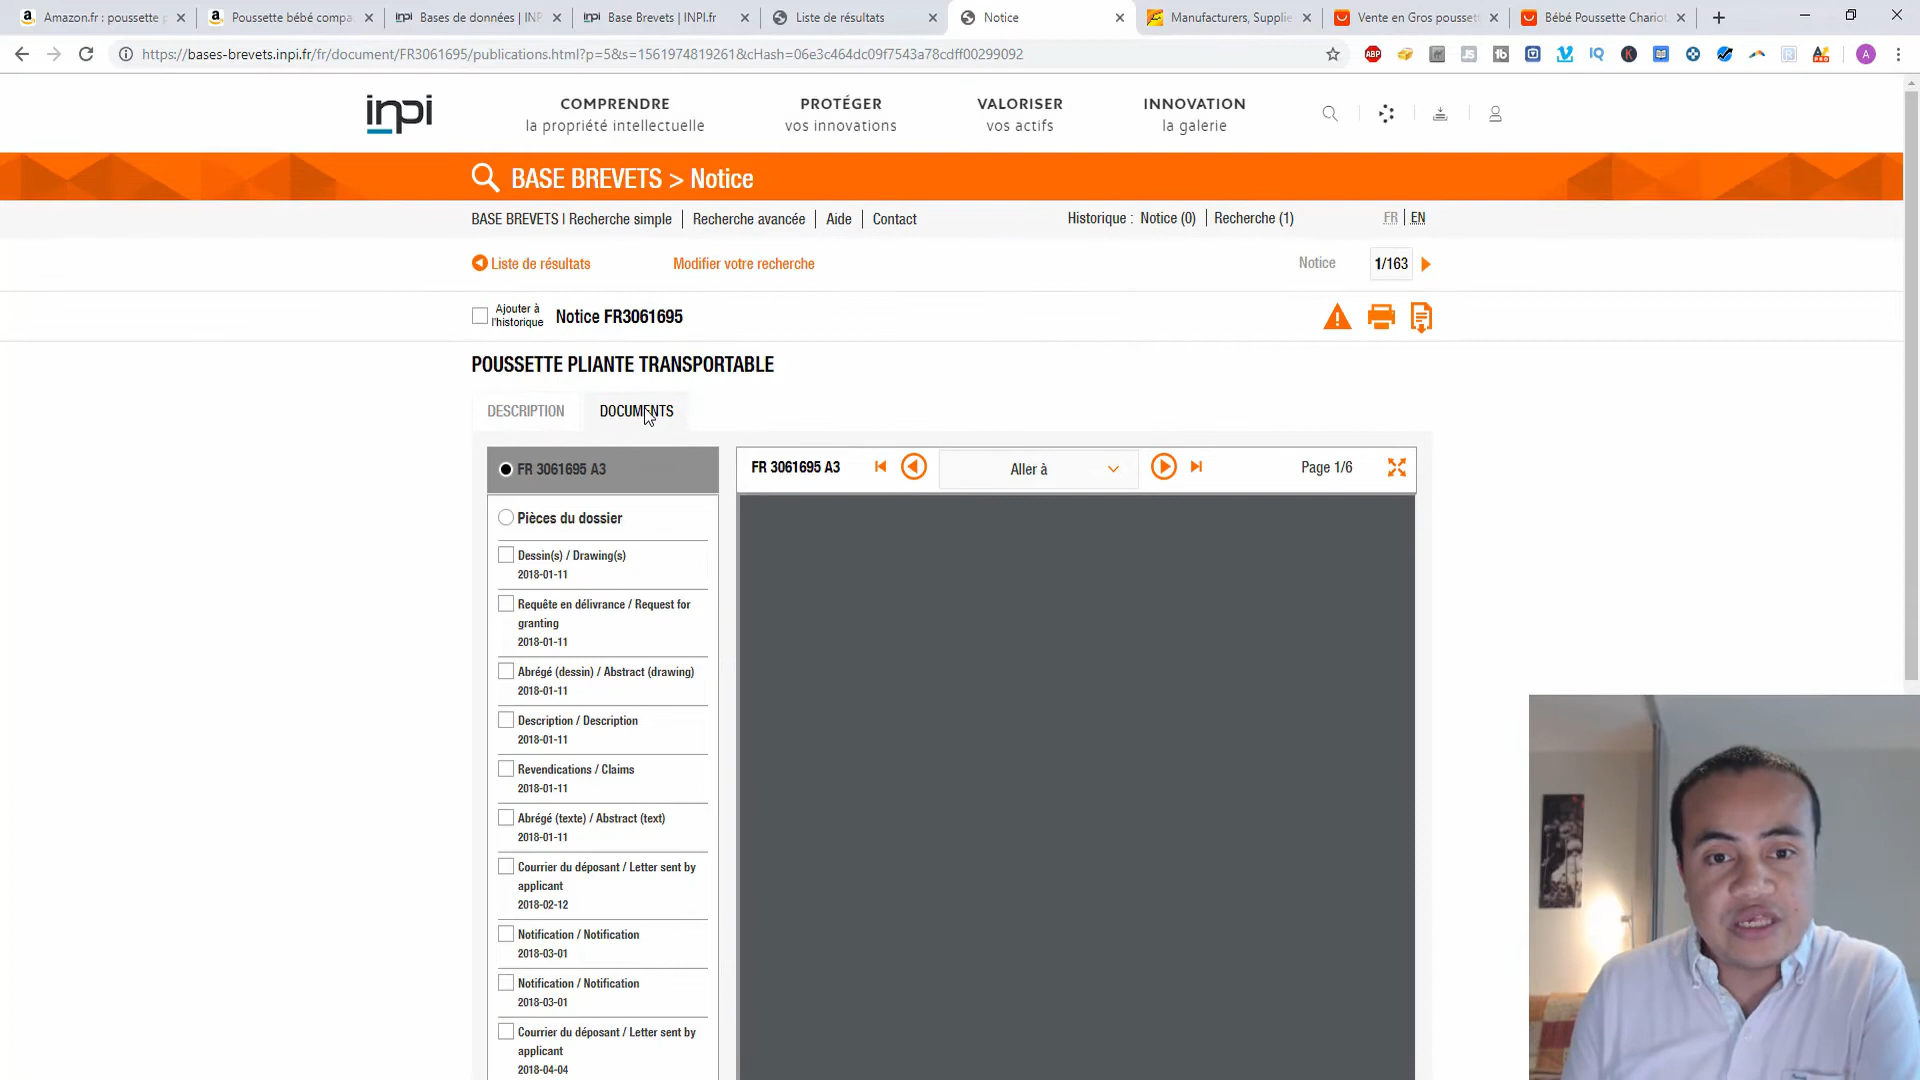 Amazon.fr : poussette p
Poussette bébé compa
inpi Bases de données | INP
inpi Base Brevets | INPI.fr
Liste de résultats
Notice
Manufacturers, Supplie
Vente en Gros pousset
Bébé Poussette Chariot
https://bases-brevets.inpi.fr/fr/document/FR3061695/publications.html?p=5&s=1561974819261&cHash=06e3c464dc09f7543a78cdff00299092
inpi
COMPRENDRE
la propriété intellectuelle
PROTÉGER
vos innovations
VALORISER
vos actifs
INNOVATION
la galerie
BASE BREVETS > Notice
BASE BREVETS | Recherche simple
Recherche avancée
Aide
Contact
Historique : Notice (0)
Recherche (1)
FR | EN
Liste de résultats
Modifier votre recherche
Notice
1/163
Ajouter à
l'historique
Notice FR3061695
POUSSETTE PLIANTE TRANSPORTABLE
DESCRIPTION
DOCUMENTS
FR 3061695 A3
FR 3061695 A3
Aller à
Page 1/6
Pièces du dossier
Dessin(s) / Drawing(s)
2018-01-11
Requête en délivrance / Request for
granting
2018-01-11
Abrégé (dessin) / Abstract (drawing)
2018-01-11
Description / Description
2018-01-11
Revendications / Claims
2018-01-11
Abrégé (texte) / Abstract (text)
2018-01-11
Courrier du déposant / Letter sent by
applicant
2018-02-12
Notification / Notification
2018-03-01
Notification / Notification
2018-03-01
Courrier du déposant / Letter sent by
applicant
2018-04-04